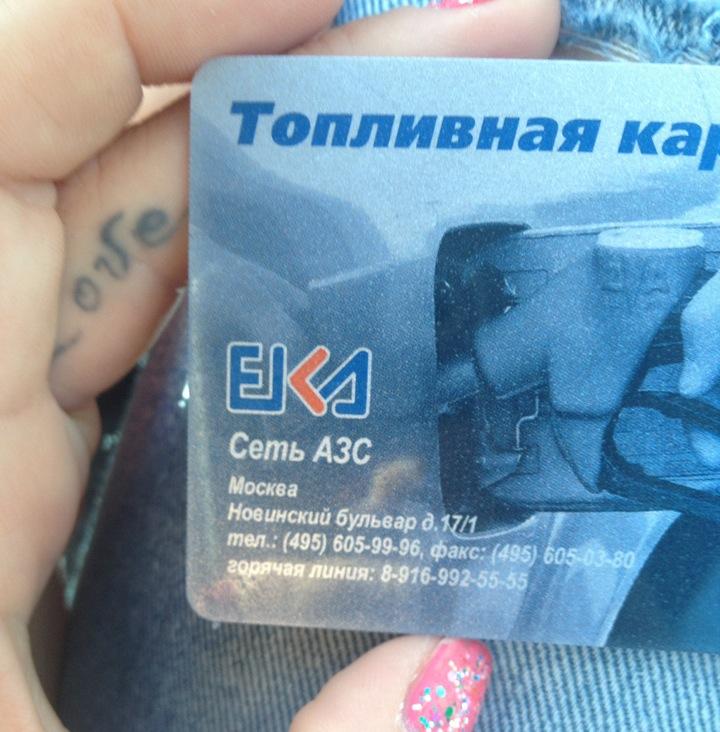 Топливная кар
Love
ЕКА
Сеть АЗС
Москва
Новинский бульвар д.17/1
тел.: (495) 605-99-96, факс: (495) 605-03-80
горячая линия: 8-916-992-55-55